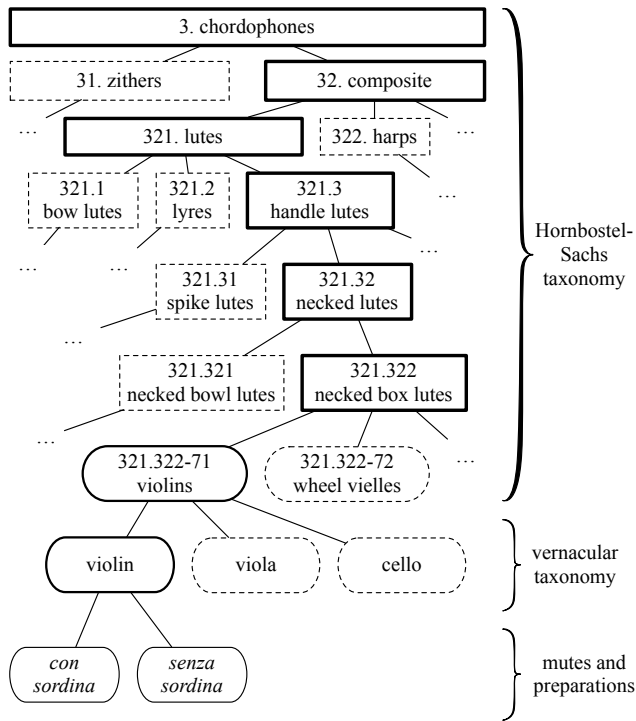 3. chordophones
31. zithers
32. composite
...
321. lutes
322. harps
...
321.1
bow lutes
321.2
lyres
321.3
handle lutes
...
Hornbostel-
Sachs
taxonomy
...
...
...
321.31
spike lutes
321.32
necked lutes
...
321.321
necked bowl lutes
321.322
necked box lutes
...
321.322-71
violins
321.322-72
wheel vielles
...
violin
viola
cello
vernacular
taxonomy
con
sordina
senza
sordina
mutes and
preparations